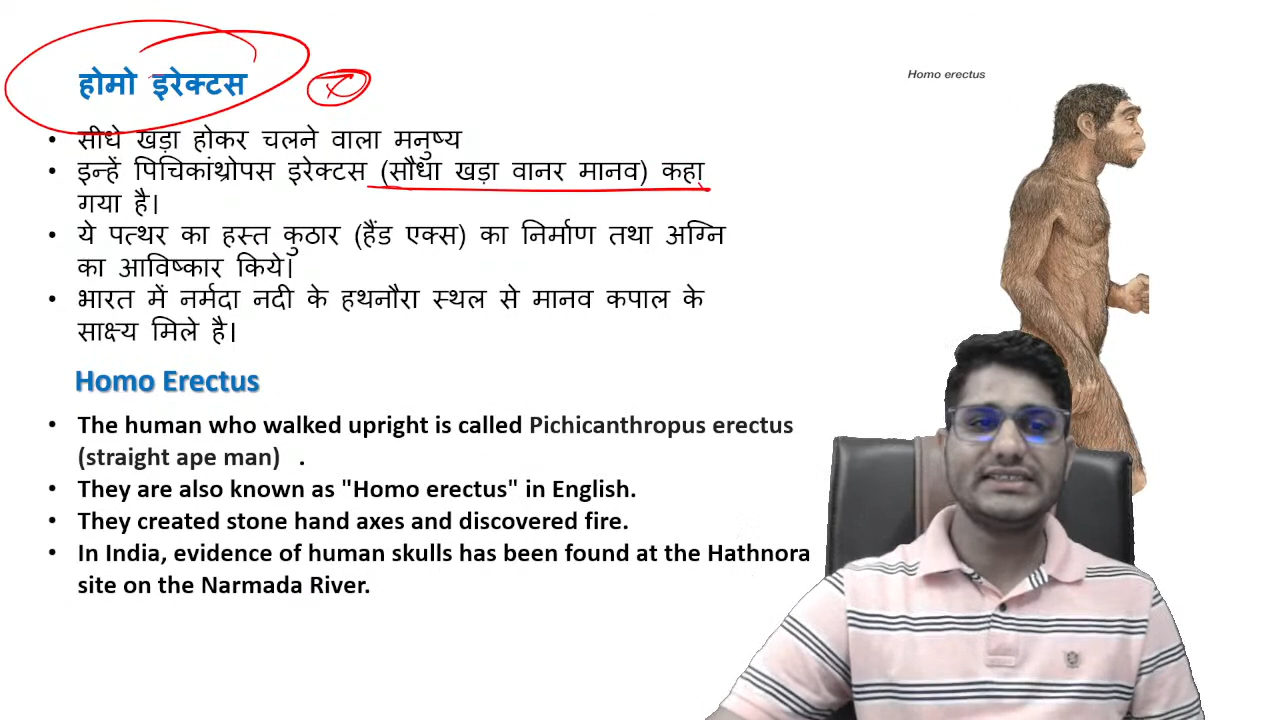 Homo erectus
होमो इरेक्टस
• सीधे खड़ा होकर चलने वाला मनुष्य
• इन्हें पिचिकांथ्रोपस इरेक्टस (सौधा खड़ा वानर मानव) कहा
गया है।
• ये पत्थर का हस्त कुठार (हैंड एक्स) का निर्माण तथा अग्नि
का आविष्कार किये।
• भारत में नर्मदा नदी के हथनौरा स्थल से मानव कपाल के
साक्ष्य मिले है।
Homo Erectus
• The human who walked upright is called Pichicanthropus erectus
(straight ape man) .
• They are also known as "Homo erectus" in English.
• They created stone hand axes and discovered fire.
• In India, evidence of human skulls has been found at the Hathnora
site on the Narmada River.